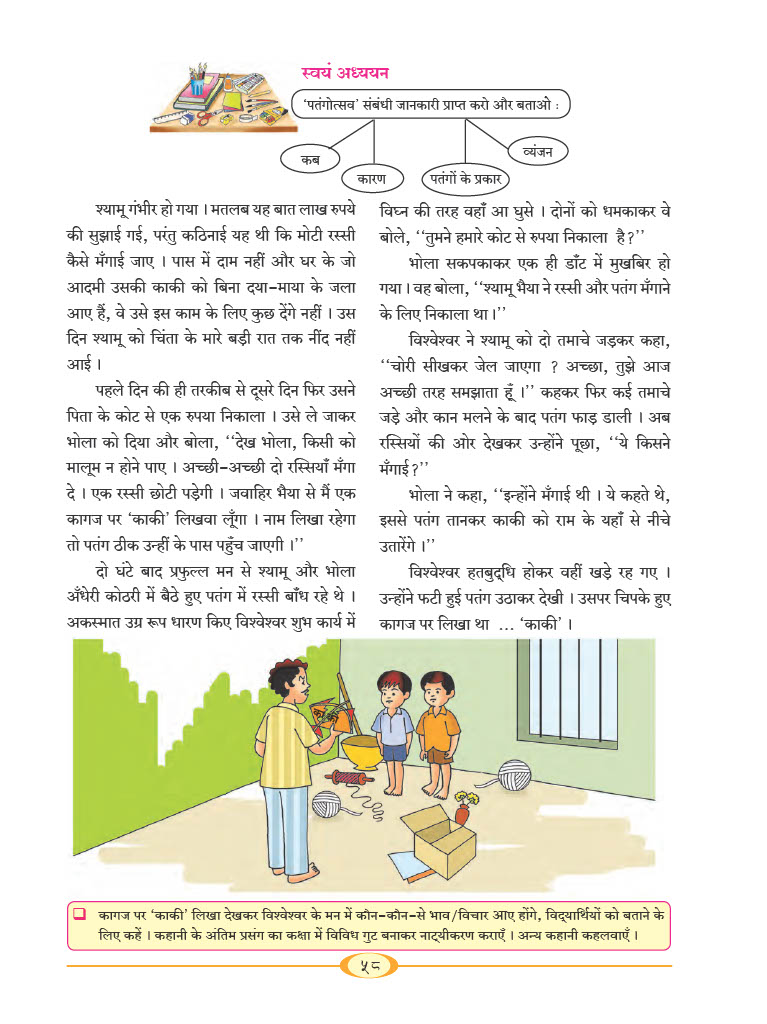 स्वयं अध्ययन
‘पतंगोत्सव’ संबंधी जानकारी प्राप्त करो और बताओ :
कब
कारण
पतंगों के प्रकार
व्यंजन
श्यामू गंभीर हो गया । मतलब यह बात लाख रुपये
की सुझाई गई, परंतु कठिनाई यह थी कि मोटी रस्सी
कैसे मँगाई जाए । पास में दाम नहीं और घर के जो
आदमी उसकी काकी को बिना दया-माया के जला
आए हैं, वे उसे इस काम के लिए कुछ देंगे नहीं । उस
दिन श्यामू को चिंता के मारे बड़ी रात तक नींद नहीं
आई ।
पहले दिन की ही तरकीब से दूसरे दिन फिर उसने
पिता के कोट से एक रुपया निकाला । उसे ले जाकर
भोला को दिया और बोला, ‘‘देख भोला, किसी को
मालूम न होने पाए । अच्छी-अच्छी दो रस्सियाँ मँगा
दे । एक रस्सी छोटी पड़ेगी । जवाहिर भैया से मैं एक
कागज पर ‘काकी’ लिखवा लूँगा । नाम लिखा रहेगा
तो पतंग ठीक उन्हीं के पास पहुँच जाएगी ।’’
दो घंटे बाद प्रफुल्ल मन से श्यामू और भोला
अँधेरी कोठरी में बैठे हुए पतंग में रस्सी बाँध रहे थे ।
अकस्मात उग्र रूप धारण किए विश्वेश्वर शुभ कार्य में
विघ्न की तरह वहाँ आ घुसे । दोनों को धमकाकर वे
बोले, ‘‘तुमने हमारे कोट से रुपया निकाला है?’’
भोला सकपकाकर एक ही डाँट में मुखबिर हो
गया । वह बोला, ‘‘श्यामू भैया ने रस्सी और पतंग मँगाने
के लिए निकाला था ।’’
विश्वेश्वर ने श्यामू को दो तमाचे जड़कर कहा,
‘‘चोरी सीखकर जेल जाएगा ? अच्छा, तुझे आज
अच्छी तरह समझाता हूँ ।’’ कहकर फिर कई तमाचे
जड़े और कान मलने के बाद पतंग फाड़ डाली । अब
रस्सियों की ओर देखकर उन्होंने पूछा, ‘‘ये किसने
मँगाई?’’
भोला ने कहा, ‘‘इन्होंने मँगाई थी । ये कहते थे,
इससे पतंग तानकर काकी को राम के यहाँ से नीचे
उतारेंगे ।’’
विश्वेश्वर हतबुद्‌धि होकर वहीं खड़े रह गए ।
उन्होंने फटी हुई पतंग उठाकर देखी । उसपर चिपके हुए
कागज पर लिखा था ... ‘काकी’ ।
कागज पर ‘काकी’ लिखा देखकर विश्वेश्वर के मन में कौन-कौन-से भाव/विचार आए होंगे, विद्‌यार्थियों को बताने के
लिए कहें । कहानी के अंतिम प्रसंग का कक्षा में विविध गुट बनाकर नाट्‌यीकरण कराएँ । अन्य कहानी कहलवाएँ ।
५८